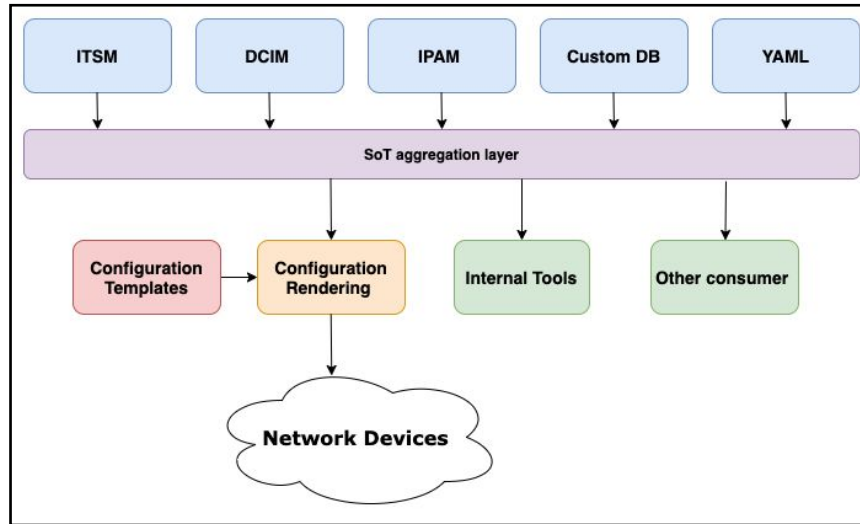 ITSM
DCIM
IPAM
Custom DB
YAML
SoT aggregation layer
Configuration
Templates
Configuration
Rendering
Internal Tools
Other consumer
Network Devices